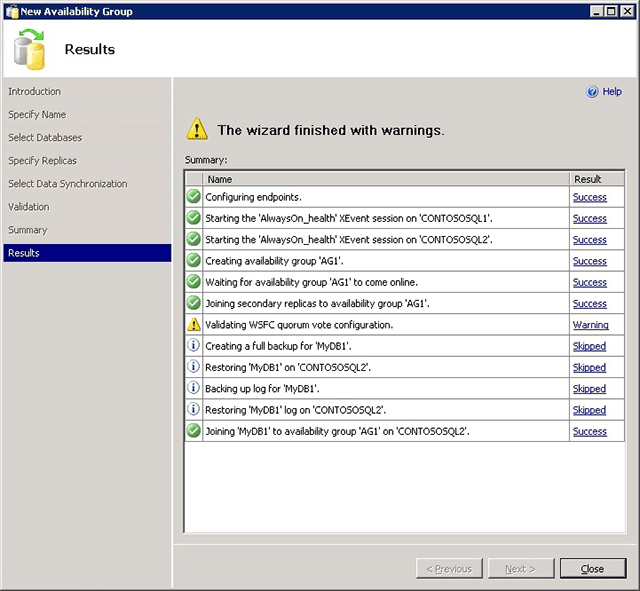 New Availability Group
Results
Introduction
Specify Name
Select Databases
Specify Replicas
Select Data Synchronization
Validation
Summary
Results
Help
The wizard finished with warnings.
Summary:
Name Result
Configuring endpoints. Success
Starting the 'AlwaysOn_health' XEvent session on 'CONTOSOSQL1'. Success
Starting the 'AlwaysOn_health' XEvent session on 'CONTOSOSQL2'. Success
Creating availability group 'AG1'. Success
Waiting for availability group 'AG1' to come online. Success
Joining secondary replicas to availability group 'AG1'. Success
Validating WSFC quorum vote configuration. Warning
Creating a full backup for 'MyDB1'. Skipped
Restoring 'MyDB1' on 'CONTOSOSQL2'. Skipped
Backing up log for 'MyDB1'. Skipped
Restoring 'MyDB1' log on 'CONTOSOSQL2'. Skipped
Joining 'MyDB1' to availability group 'AG1' on 'CONTOSOSQL2'. Success
< Previous Next > Close